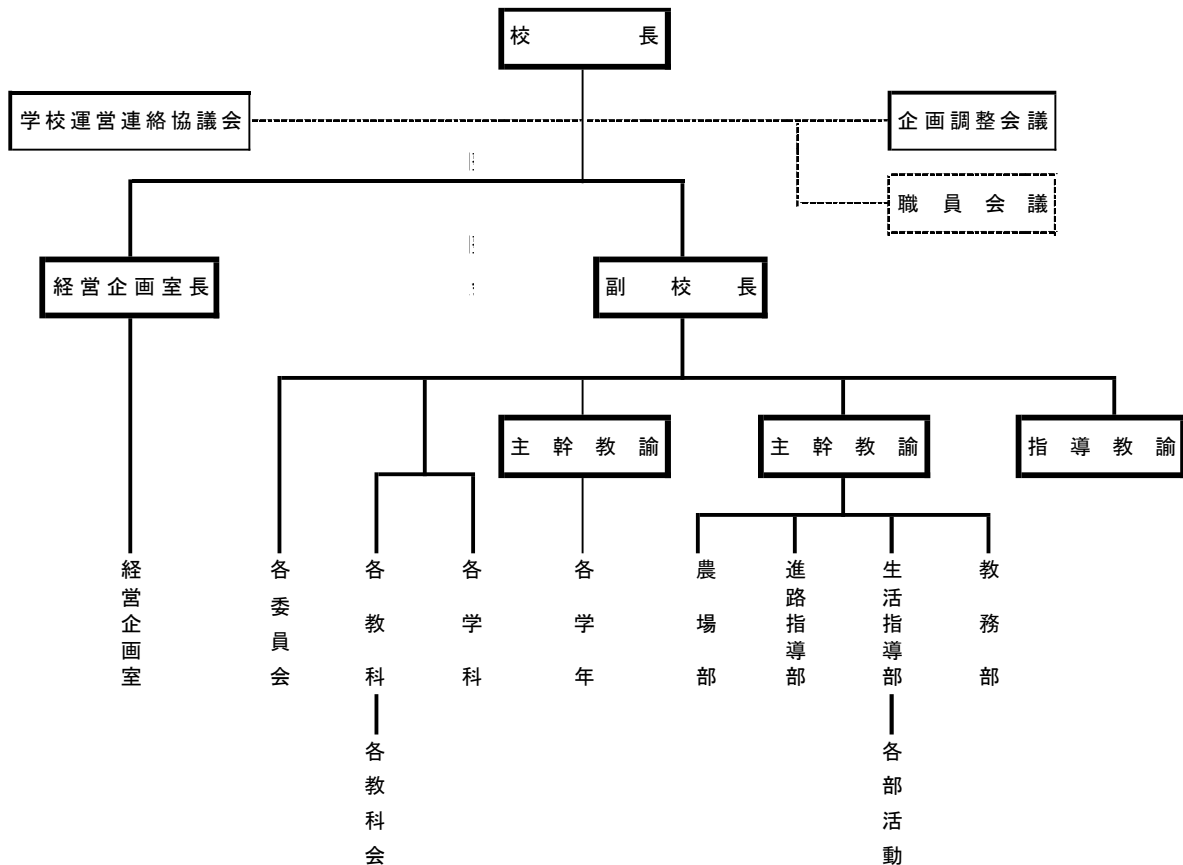 校長
学校運営連絡協議会
企画調整会議
職員会議
経営企画室長
副校長
主幹教諭
主幹教諭
指導教諭
経営企画室
各委員会
各教科
各学科
各学年
農場部
進路指導部
生活指導部
教務部
各教科会
各部活動